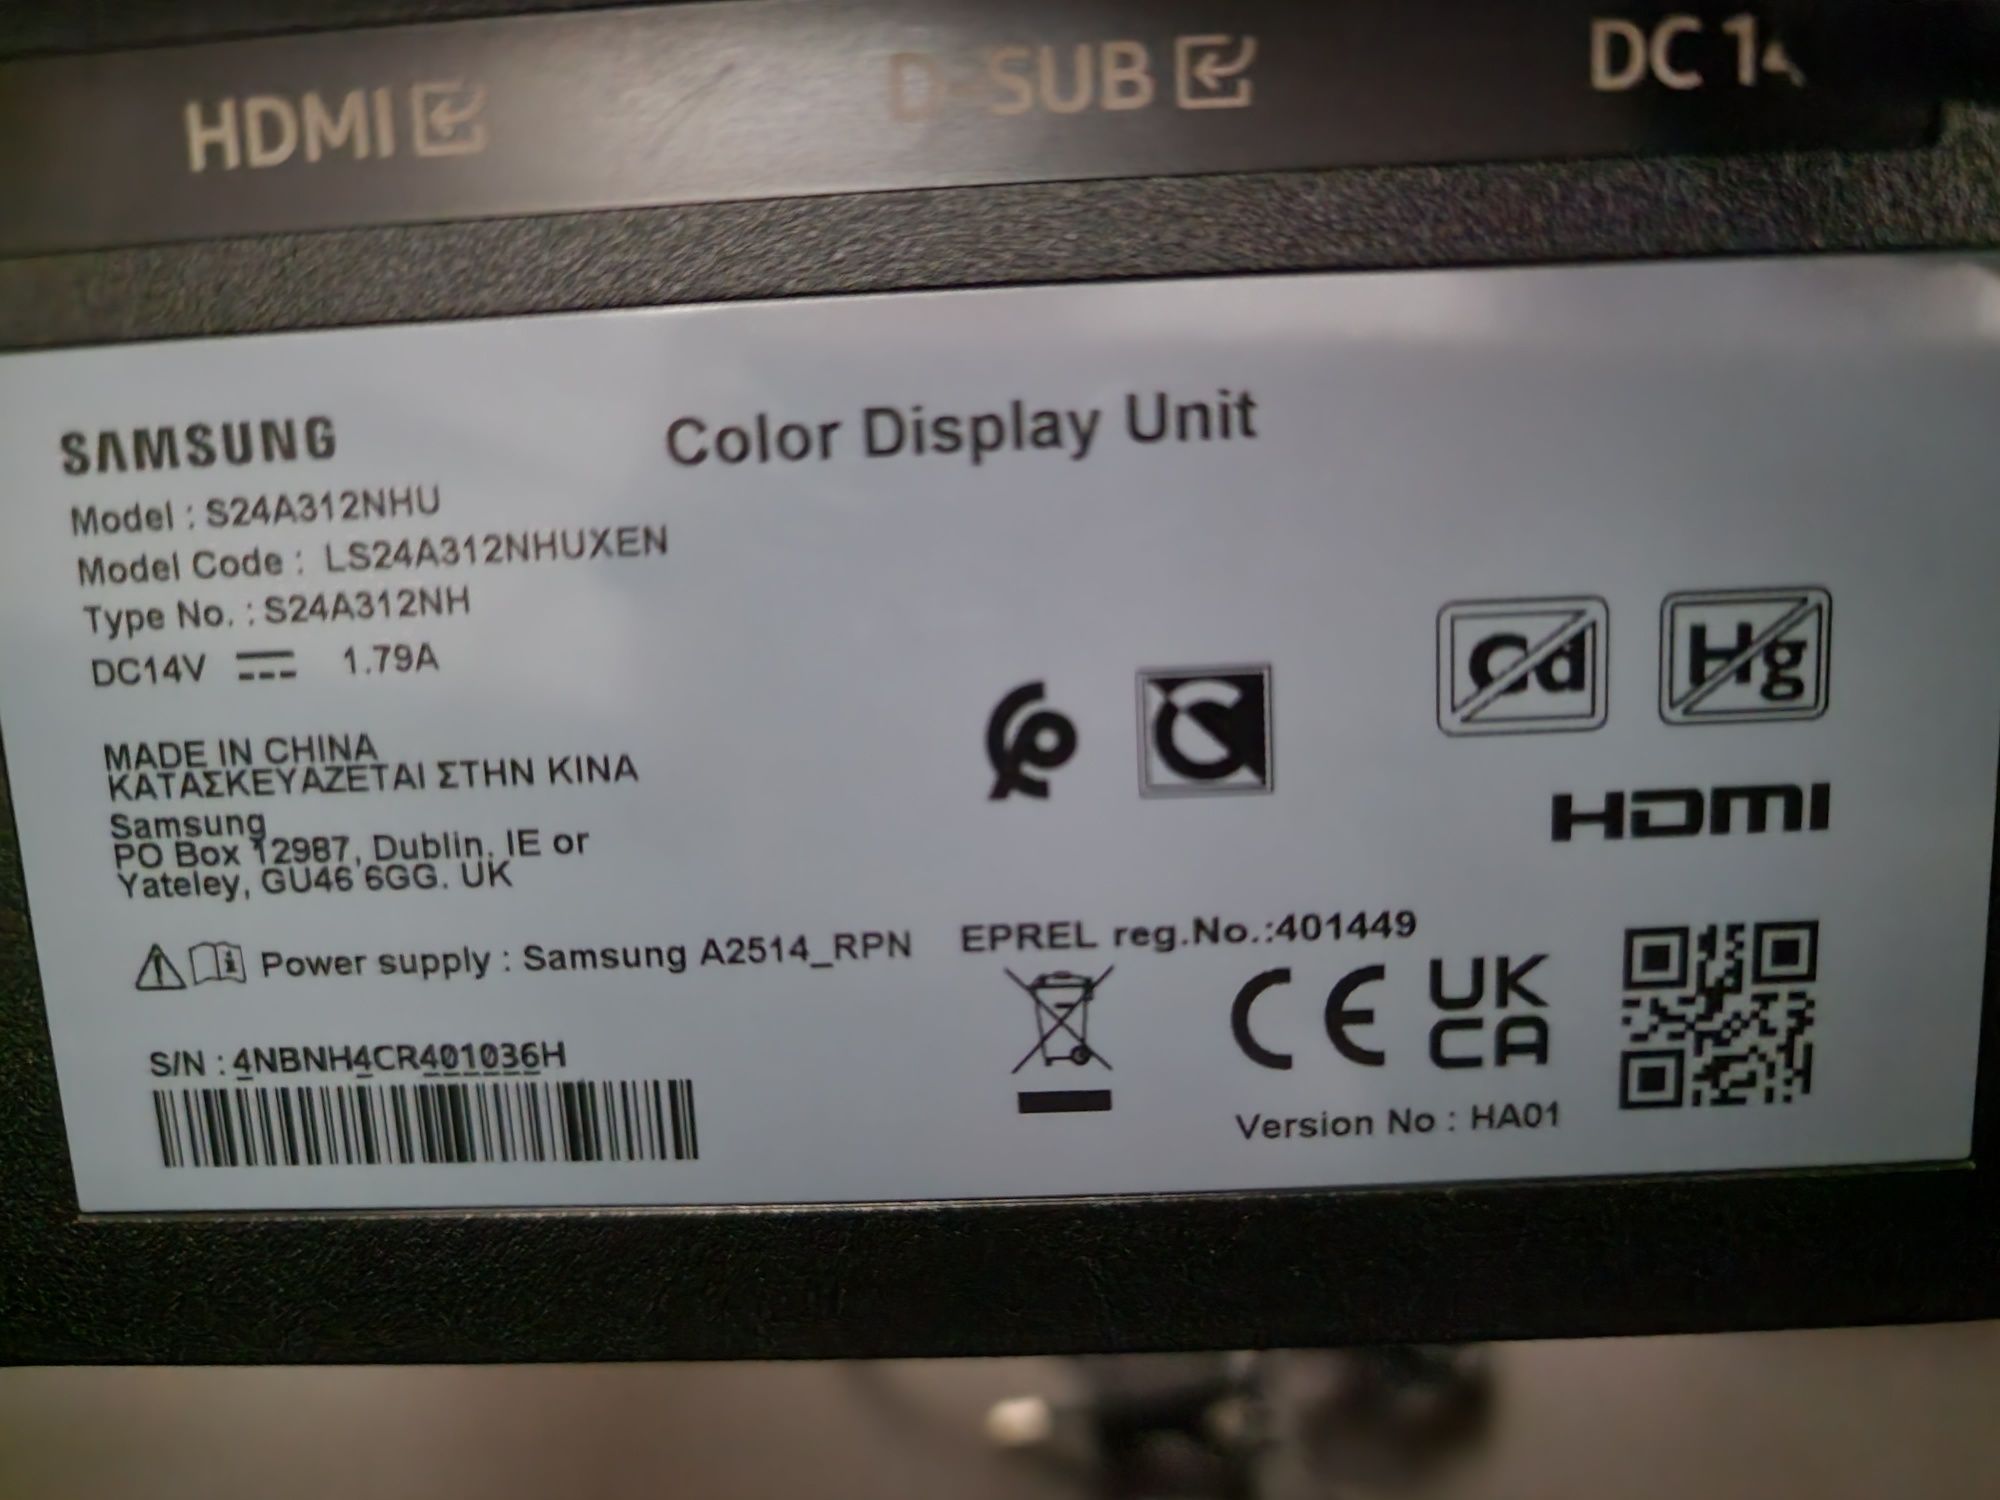 HDMI
D-SUB
DC 14
SAMSUNG
Color Display Unit
Model : S24A312NHU
Model Code : LS24A312NHUXEN
Type No. : S24A312NH
DC14V 1.79A
Cd Hg
MADE IN CHINA
ΚΑΤΑΣΚΕΥΑΖΕΤΑΙ ΣΤΗΝ ΚΙΝΑ
HDMI
Samsung
PO Box 12987, Dublin. IE or
Yateley, GU46 6GG. UK
Power supply : Samsung A2514_RPN
EPREL reg.No.:401449
CE UK CA
S/N : 4NBNH4CR401036H
Version No : HA01